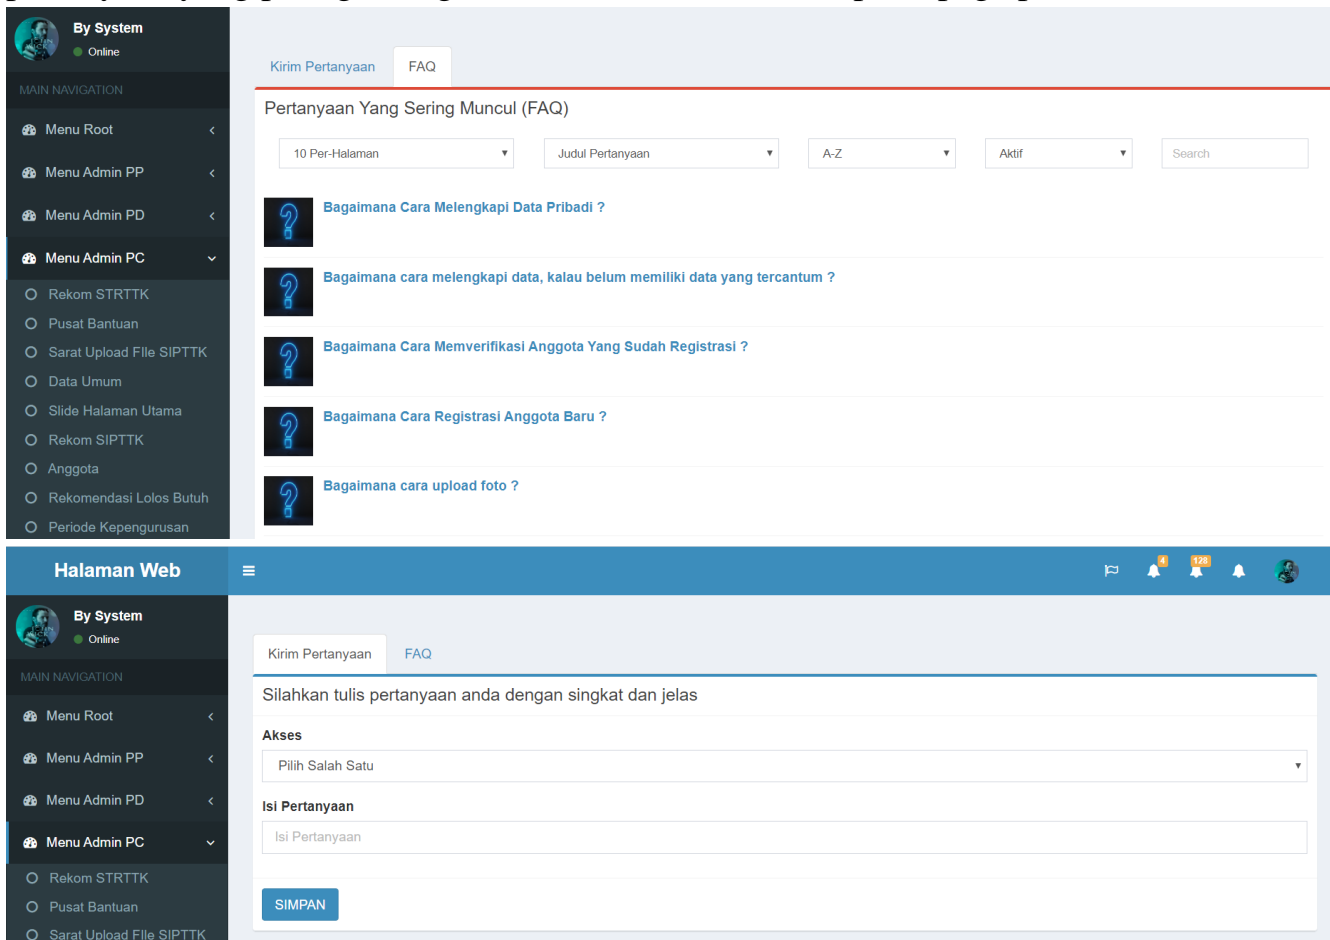 By System
Online
MAIN NAVIGATION
Menu Root
Menu Admin PP
Menu Admin PD
Menu Admin PC
Rekom STRTTK
Pusat Bantuan
Sarat Upload FIle SIPTTK
Data Umum
Slide Halaman Utama
Rekom SIPTTK
Anggota
Rekomendasi Lolos Butuh
Periode Kepengurusan
Kirim Pertanyaan FAQ
Pertanyaan Yang Sering Muncul (FAQ)
10 Per-Halaman Judul Pertanyaan A-Z Aktif Search
Bagaimana Cara Melengkapi Data Pribadi ?
Bagaimana cara melengkapi data, kalau belum memiliki data yang tercantum ?
Bagaimana Cara Memverifikasi Anggota Yang Sudah Registrasi ?
Bagaimana Cara Registrasi Anggota Baru ?
Bagaimana cara upload foto ?
Halaman Web
4 128
By System
Online
MAIN NAVIGATION
Menu Root
Menu Admin PP
Menu Admin PD
Menu Admin PC
Rekom STRTTK
Pusat Bantuan
Sarat Upload FIle SIPTTK
Kirim Pertanyaan FAQ
Silahkan tulis pertanyaan anda dengan singkat dan jelas
Akses
Pilih Salah Satu
Isi Pertanyaan
Isi Pertanyaan
SIMPAN